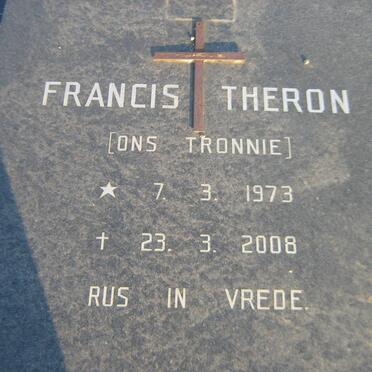 FRANCIS THERON
[ONS TRONNIE]
★ 7. 3. 1973
† 23. 3. 2008
RUS IN VREDE.